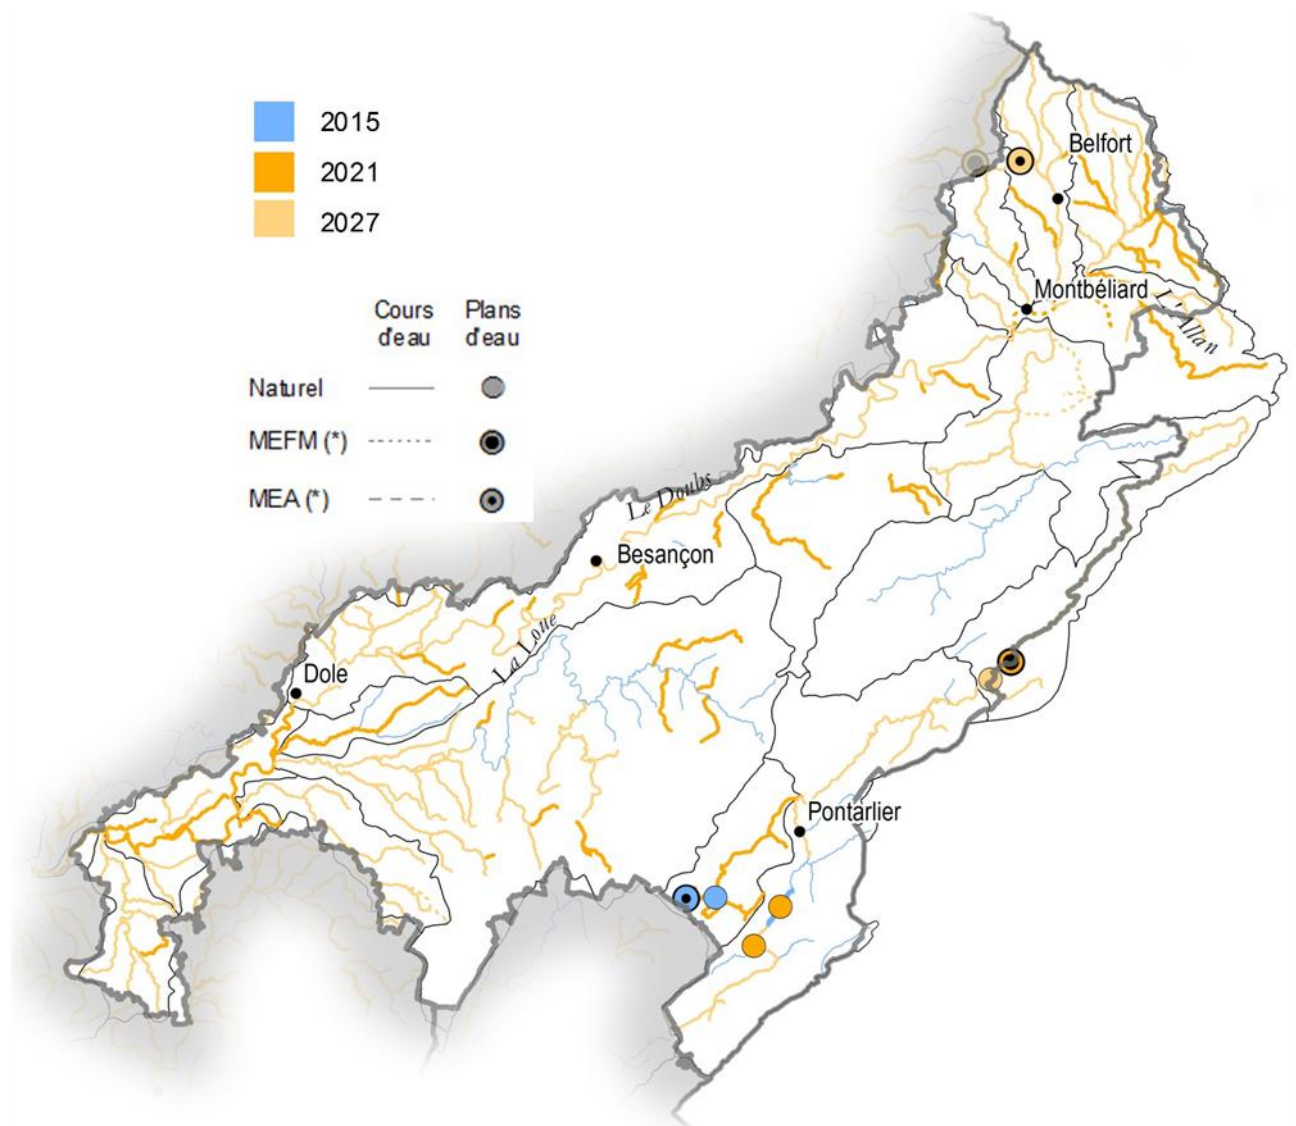 2015
2021
2027
Cours
d'eau
Plans
d'eau
Naturel
MEFM (*)
MEA (*)
Belfort
Montbéliard
L'Allan
Le Doubs
Besançon
La Loue
Dole
Pontarlier